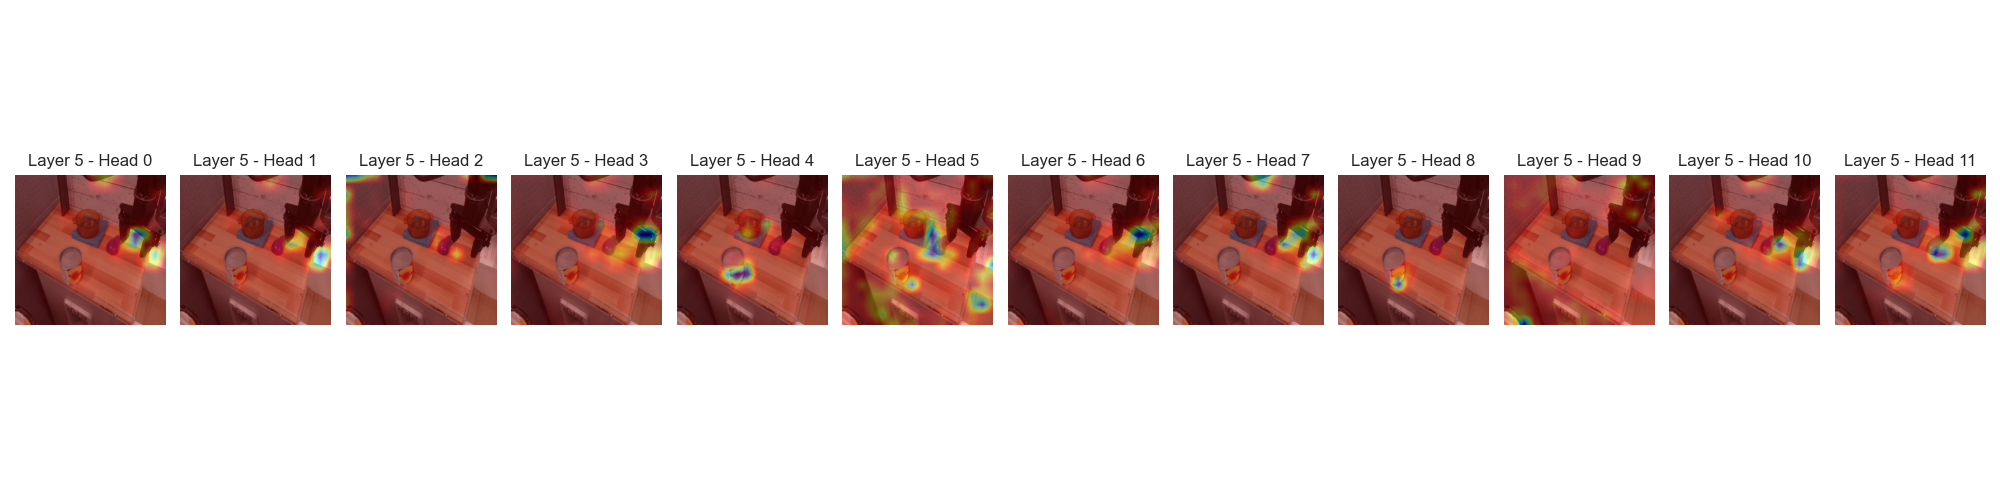 Layer 5 - Head 0
Layer 5 - Head 1
Layer 5 - Head 2
Layer 5 - Head 3
Layer 5 - Head 4
Layer 5 - Head 5
Layer 5 - Head 6
Layer 5 - Head 7
Layer 5 - Head 8
Layer 5 - Head 9
Layer 5 - Head 10
Layer 5 - Head 11